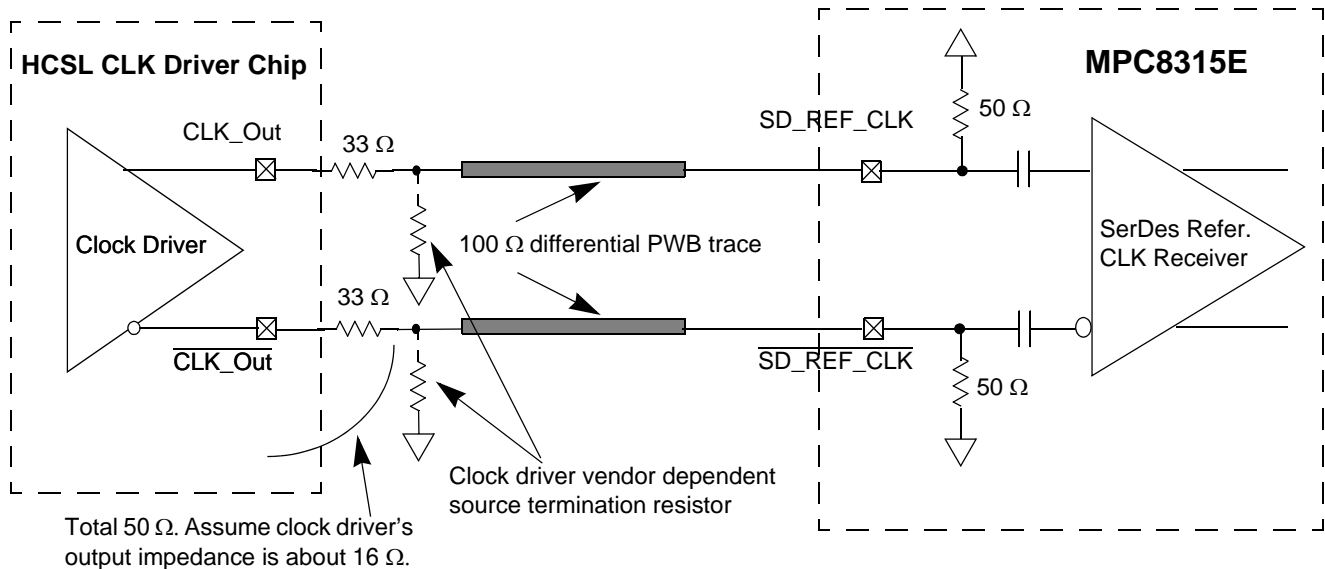 HCSL CLK Driver Chip
MPC8315E
CLK_Out
33 Ω
SD_REF_CLK
50 Ω
Clock Driver
100 Ω differential PWB trace
SerDes Refer.
CLK Receiver
33 Ω
CLK_Out
SD_REF_CLK
50 Ω
Clock driver vendor dependent
source termination resistor
Total 50 Ω. Assume clock driver's
output impedance is about 16 Ω.